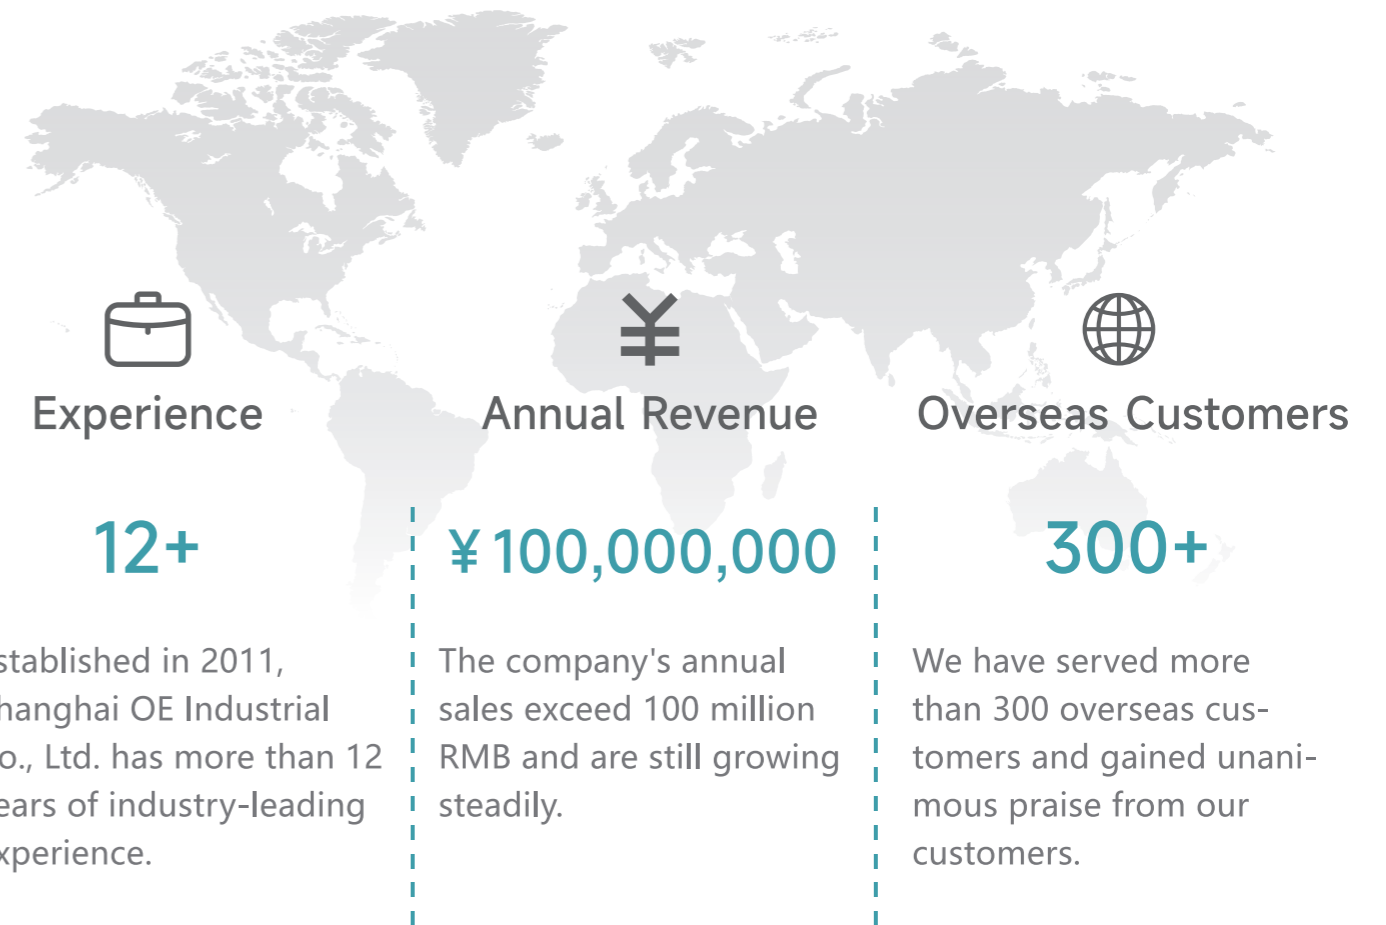 Experience
Annual Revenue
Overseas Customers
12+
¥100,000,000
300+
stablished in 2011,
hanghai OE Industrial
o., Ltd. has more than 12
ears of industry-leading
xperience.
The company's annual
sales exceed 100 million
RMB and are still growing
steadily.
We have served more
than 300 overseas cus-
tomers and gained unani-
mous praise from our
customers.